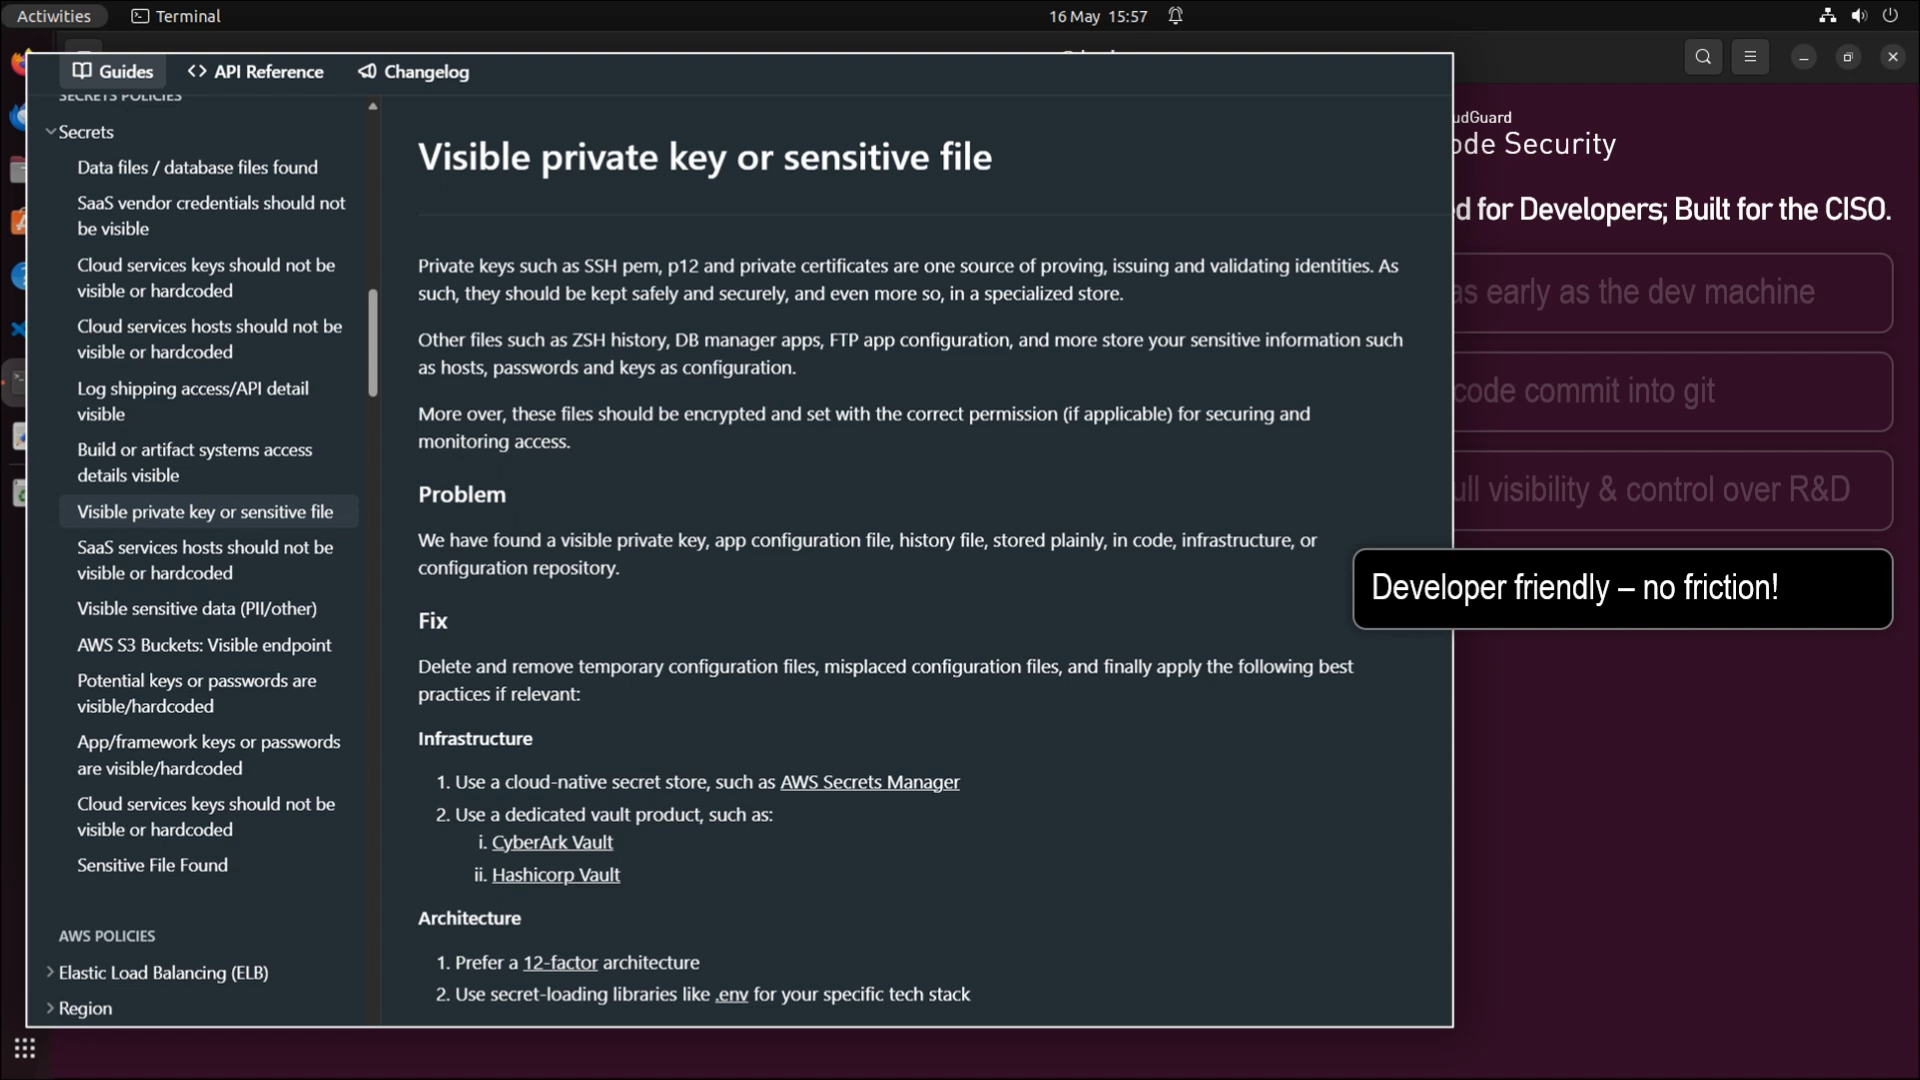 Activities
Terminal
16 May 15:57
Guides
API Reference
Changelog
SECRETS POLICIES
Secrets
Data files / database files found
SaaS vendor credentials should not
be visible
Cloud services keys should not be
visible or hardcoded
Cloud services hosts should not be
visible or hardcoded
Log shipping access/API detail
visible
Build or artifact systems access
details visible
Visible private key or sensitive file
SaaS services hosts should not be
visible or hardcoded
Visible sensitive data (PII/other)
AWS S3 Buckets: Visible endpoint
Potential keys or passwords are
visible/hardcoded
App/framework keys or passwords
are visible/hardcoded
Cloud services keys should not be
visible or hardcoded
Sensitive File Found
AWS POLICIES
Elastic Load Balancing (ELB)
Region
Visible private key or sensitive file
Private keys such as SSH pem, p12 and private certificates are one source of proving, issuing and validating identities. As
such, they should be kept safely and securely, and even more so, in a specialized store.
Other files such as ZSH history, DB manager apps, FTP app configuration, and more store your sensitive information such
as hosts, passwords and keys as configuration.
More over, these files should be encrypted and set with the correct permission (if applicable) for securing and
monitoring access.
Problem
We have found a visible private key, app configuration file, history file, stored plainly, in code, infrastructure, or
configuration repository.
Fix
Delete and remove temporary configuration files, misplaced configuration files, and finally apply the following best
practices if relevant:
Infrastructure
1. Use a cloud-native secret store, such as AWS Secrets Manager
2. Use a dedicated vault product, such as:
i. CyberArk Vault
ii. Hashicorp Vault
Architecture
1. Prefer a 12-factor architecture
2. Use secret-loading libraries like .env for your specific tech stack
udGuard
ode Security
d for Developers; Built for the CISO.
as early as the dev machine
code commit into git
ull visibility & control over R&D
Developer friendly – no friction!